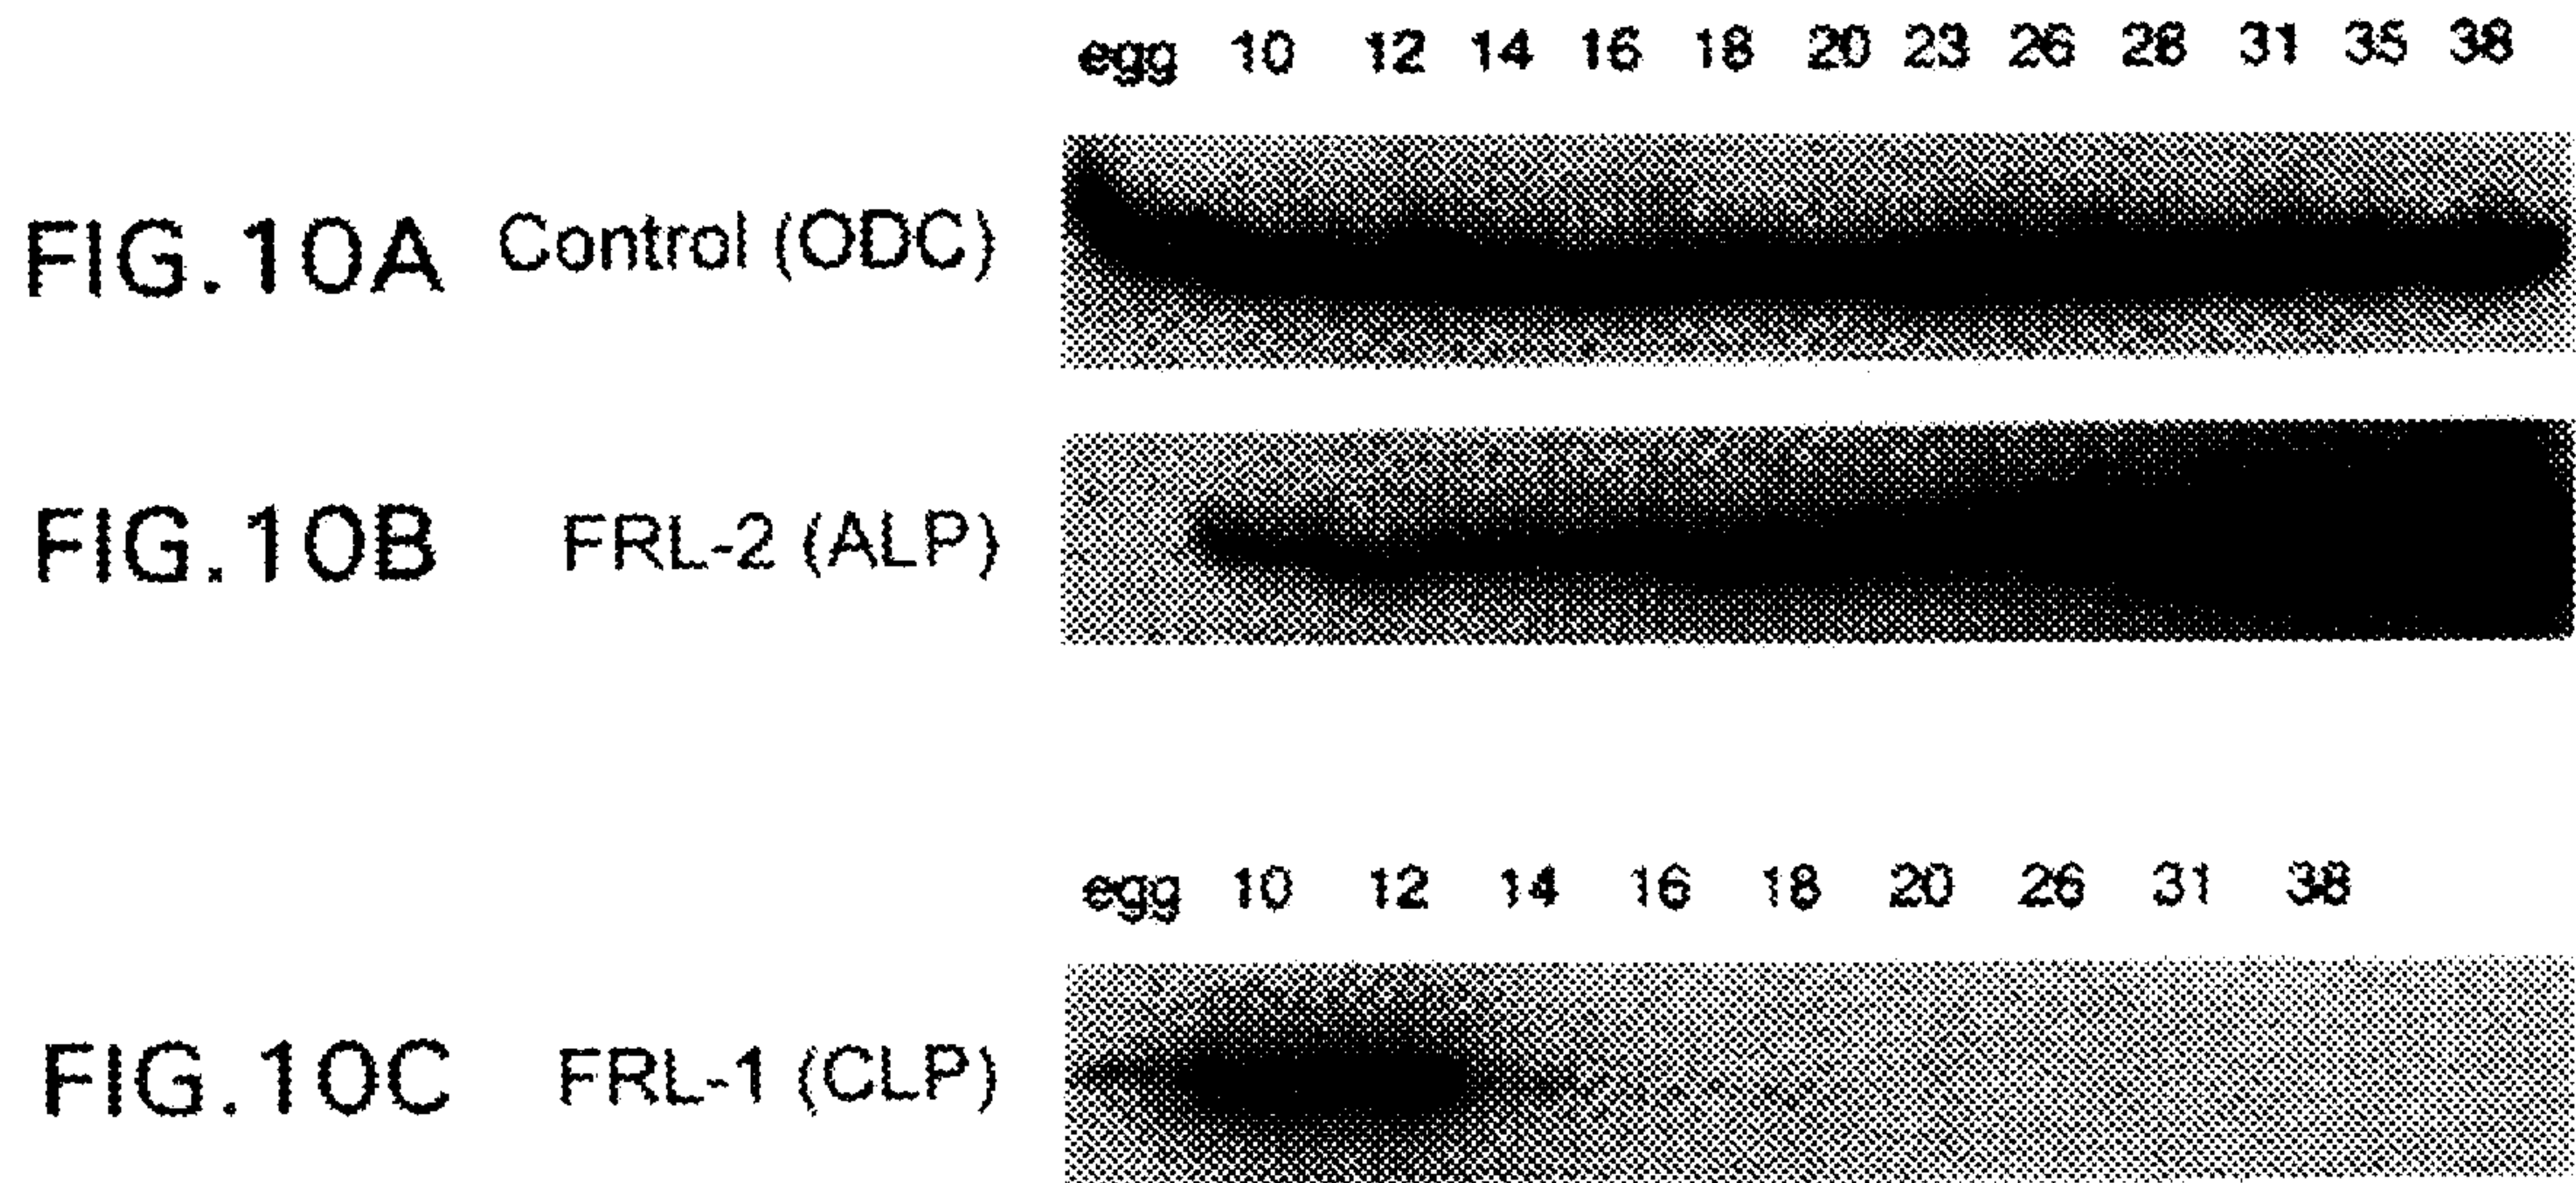 egg 10 12 14 16 18 20 23 26 28 31 35 38
FIG.10A Control (ODC)
FIG.10B FRL-2 (ALP)
egg 10 12 14 16 18 20 26 31 38
FIG.10C FRL-1 (CLP)